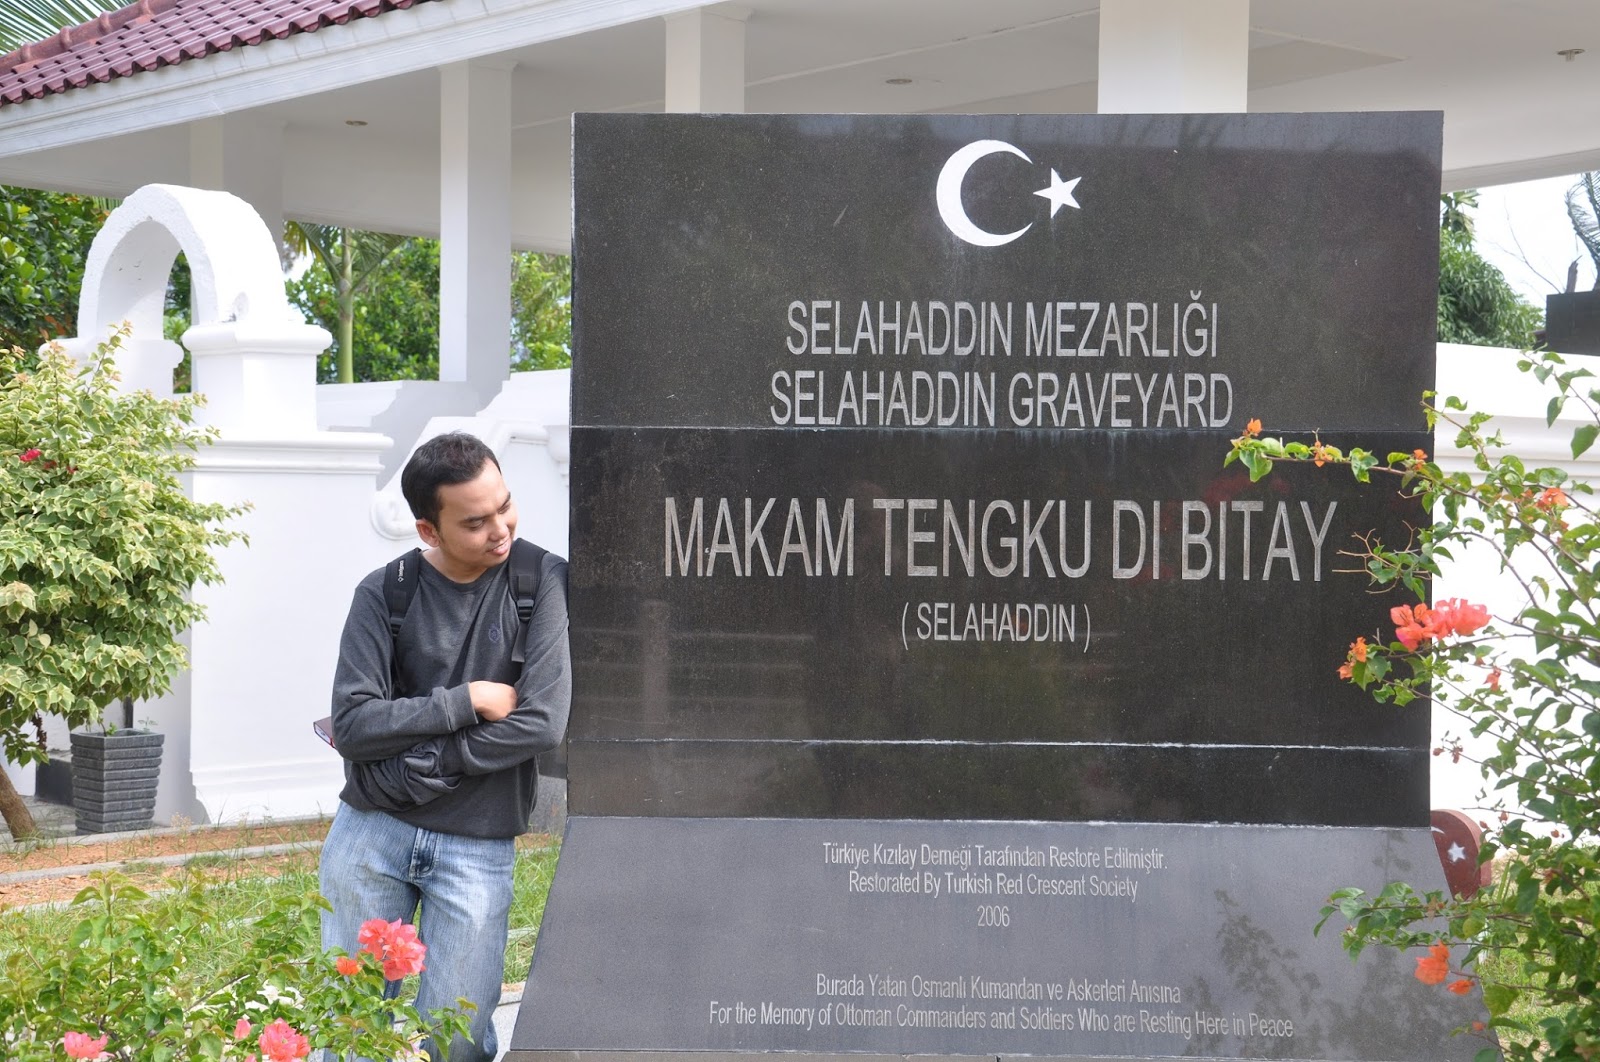 SELAHADDIN MEZARLIĞI
SELAHADDIN GRAVEYARD
MAKAM TENGKU DI BITAY
( SELAHADDIN )
Türkiye Kızılay Derneği Tarafından Restore Edilmiştir.
Restorated By Turkish Red Crescent Society
2006
Burada Yatan Osmanlı Kumandan ve Askerleri Anısına
For the Memory of Ottoman Commanders and Soldiers Who are Resting Here in Peace